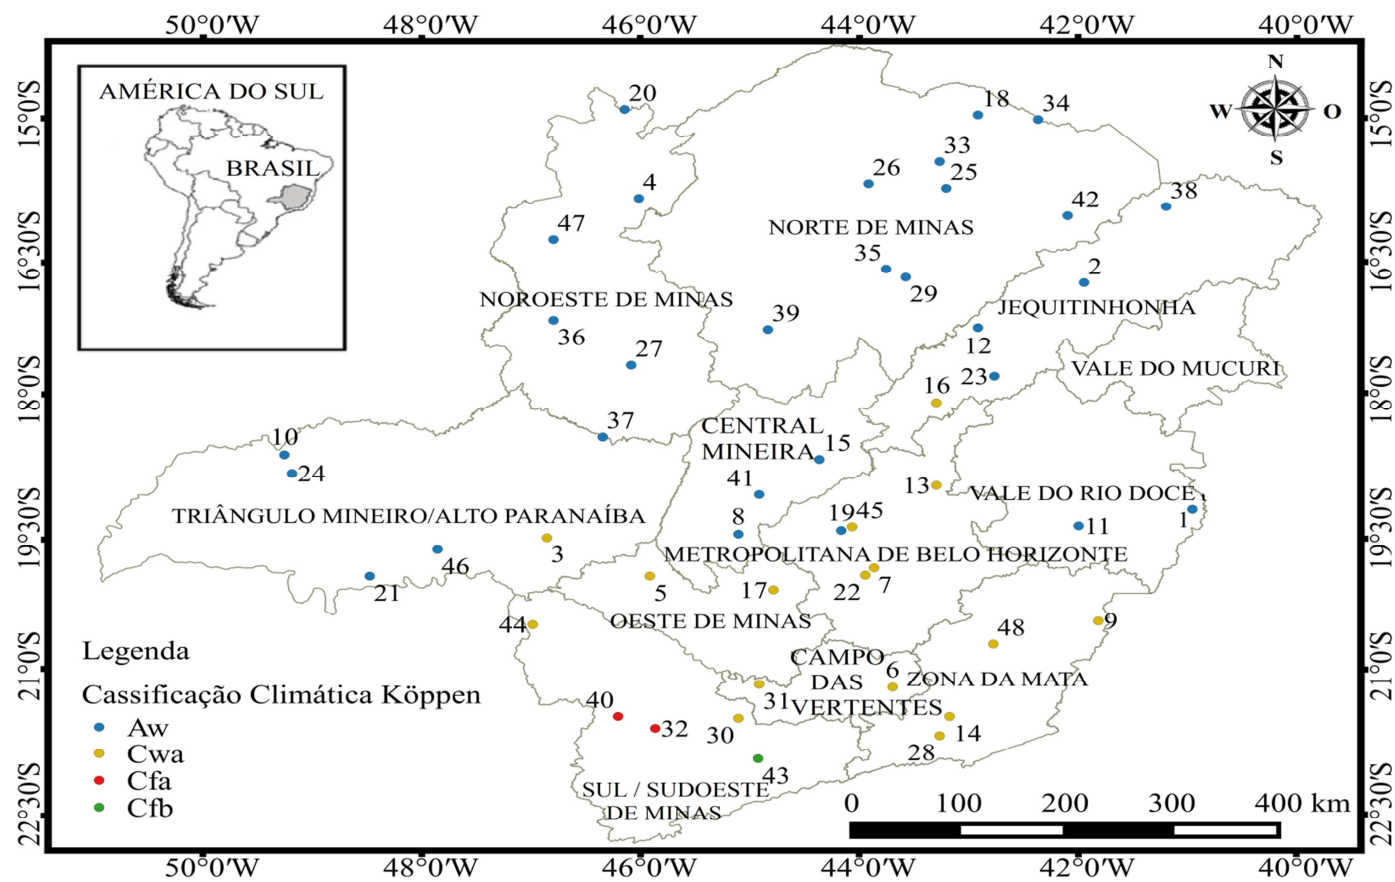 50°0'W 48°0'W 46°0'W 44°0'W 42°0'W 40°0'W
15°0'S
16°30'S
18°0'S
19°30'S
21°0'S
22°30'S
AMÉRICA DO SUL
BRASIL
N
W O
S
20
18
34
33
26
25
4
42
38
47
NORTE DE MINAS
35
2
29
NOROESTE DE MINAS
JEQUITINHONHA
39
36
12
27
VALE DO MUCURI
23
16
37
CENTRAL
MINEIRA
15
10
24
41
13
VALE DO RIO DOCE
TRIÂNGULO MINEIRO/ALTO PARANAÍBA
8
19
45
11
1
3
METROPOLITANA DE BELO HORIZONTE
46
21
5
17
22
7
OESTE DE MINAS
44
48
9
CAMPO
DAS
VERTENTES
6
ZONA DA MATA
40
31
32
30
14
28
43
SUL / SUDOESTE
DE MINAS
Legenda
Cassificação Climática Köppen
Aw
Cwa
Cfa
Cfb
0 100 200 300 400 km
15°0'S
16°30'S
18°0'S
19°30'S
21°0'S
22°30'S
50°0'W 48°0'W 46°0'W 44°0'W 42°0'W 40°0'W